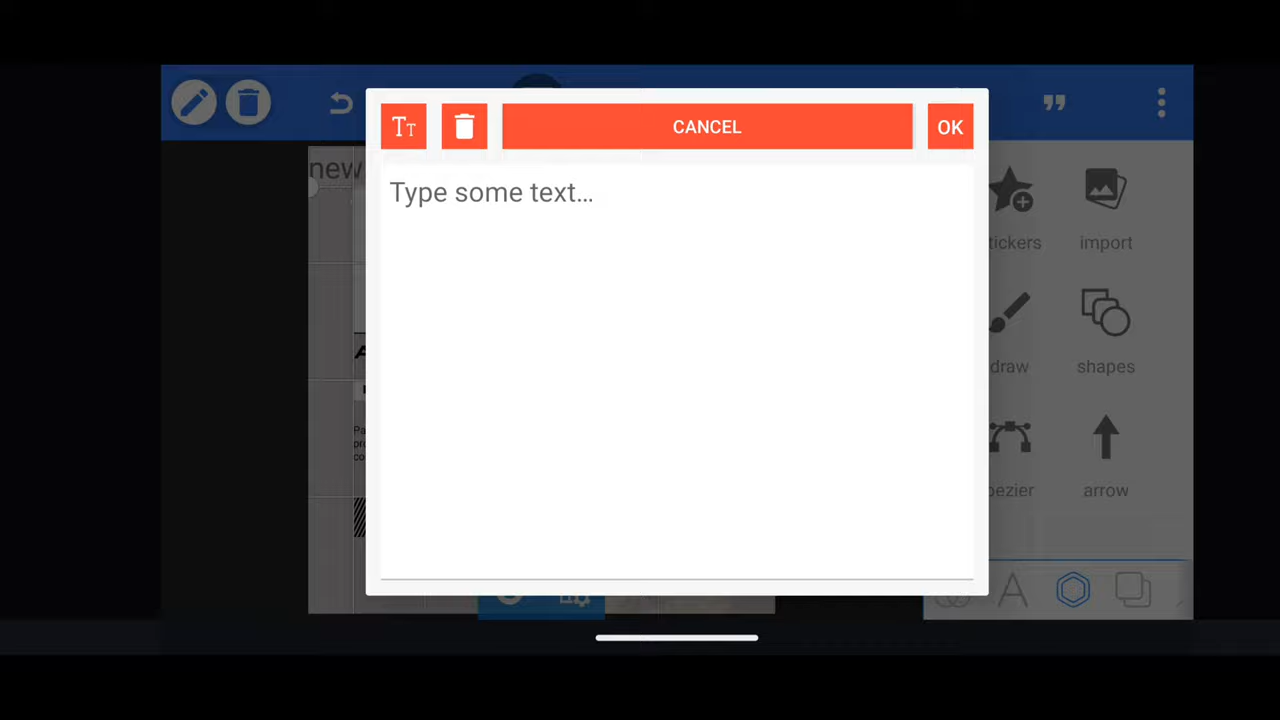 CANCEL
OK
new
Type some text...
tickers
import
draw
shapes
bezier
arrow
A